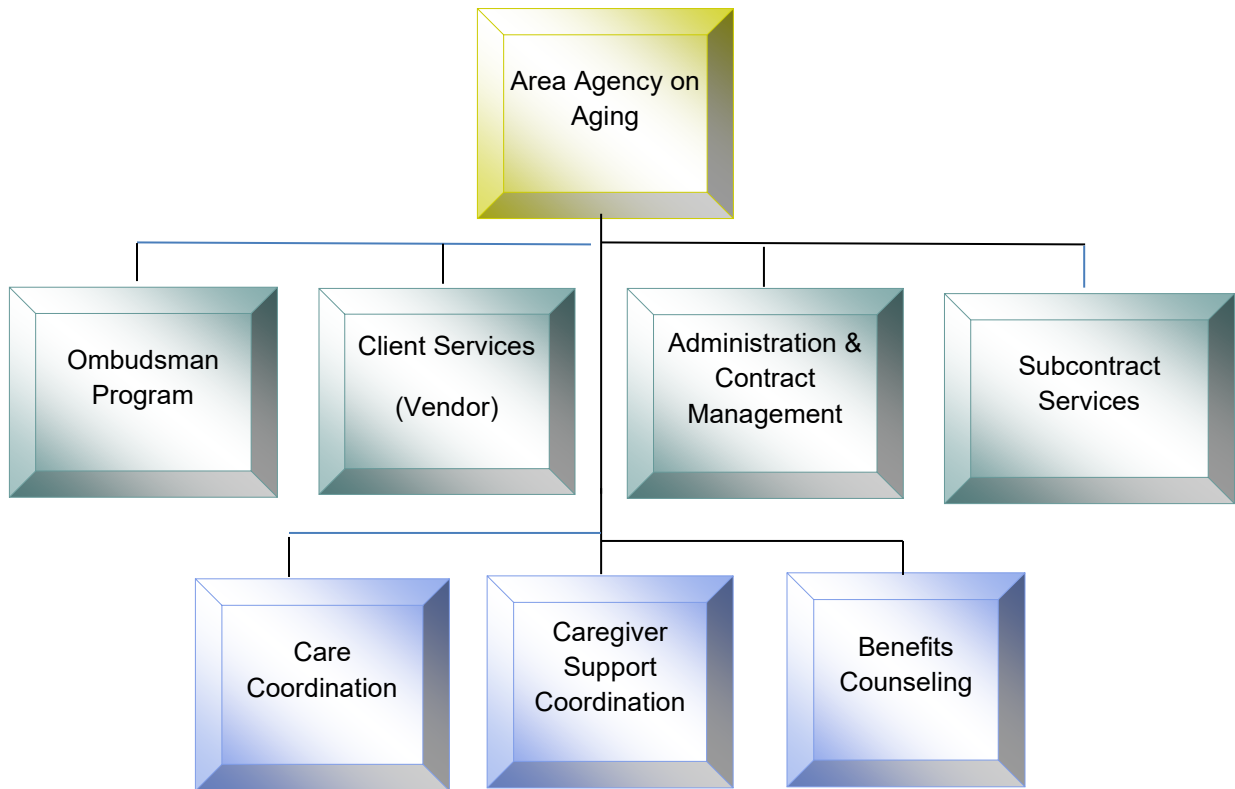 Area Agency on
Aging
Ombudsman
Program
Client Services
(Vendor)
Administration &
Contract
Management
Subcontract
Services
Care
Coordination
Caregiver
Support
Coordination
Benefits
Counseling